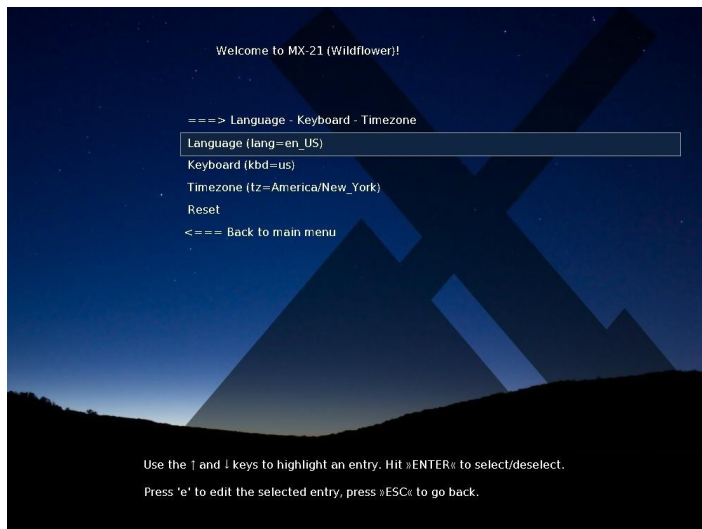 Welcome to MX-21 (Wildflower)!
===> Language - Keyboard - Timezone
Language (lang=en_US)
Keyboard (kbd=us)
Timezone (tz=America/New_York)
Reset
<=== Back to main menu
Use the ↑ and ↓ keys to highlight an entry. Hit »ENTER« to select/deselect.
Press 'e' to edit the selected entry, press »ESC« to go back.